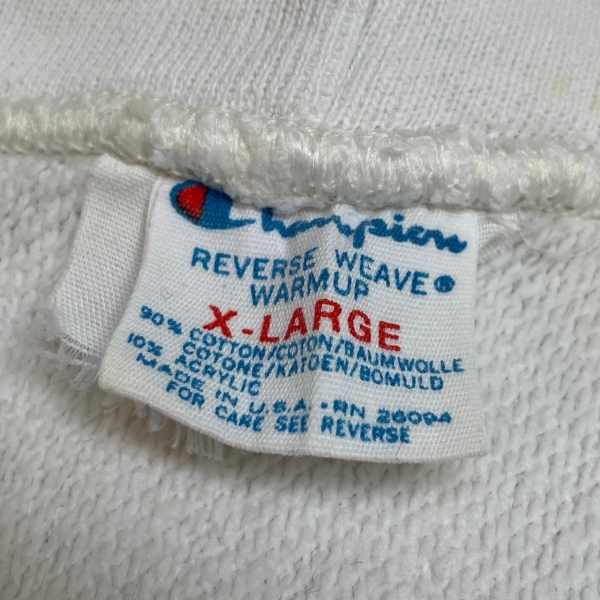 Champion
REVERSE WEAVE®
WARMUP
X-LARGE
90% COTTON/COTON/BAUMWOLLE
COTONE/KATOEN/BOMULD
10% ACRYLIC
MADE IN U.S.A. • RN 26094
FOR CARE SEE REVERSE